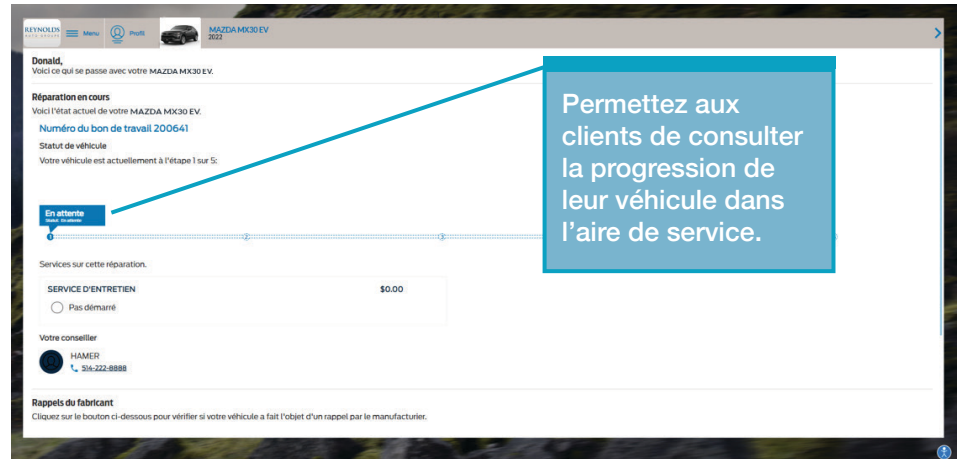 REYNOLDS
AUTO GROUPE
Menu
Profil
MAZDA MX30 EV
2022
Donald,
Voici ce qui se passe avec votre MAZDA MX30 EV.
Réparation en cours
Voici l'état actuel de votre MAZDA MX30 EV.
Numéro du bon de travail 200641
Statut de véhicule
Votre véhicule est actuellement à l'étape 1 sur 5:
En attente
Statut En attente
1
2
3
Services sur cette réparation.
SERVICE D'ENTRETIEN $0.00
Pas démarré
Votre conseiller
HAMER
514-222-8888
Rappels du fabricant
Cliquez sur le bouton ci-dessous pour vérifier si votre véhicule a fait l'objet d'un rappel par le manufacturier.
Permettez aux
clients de consulter
la progression de
leur véhicule dans
l'aire de service.